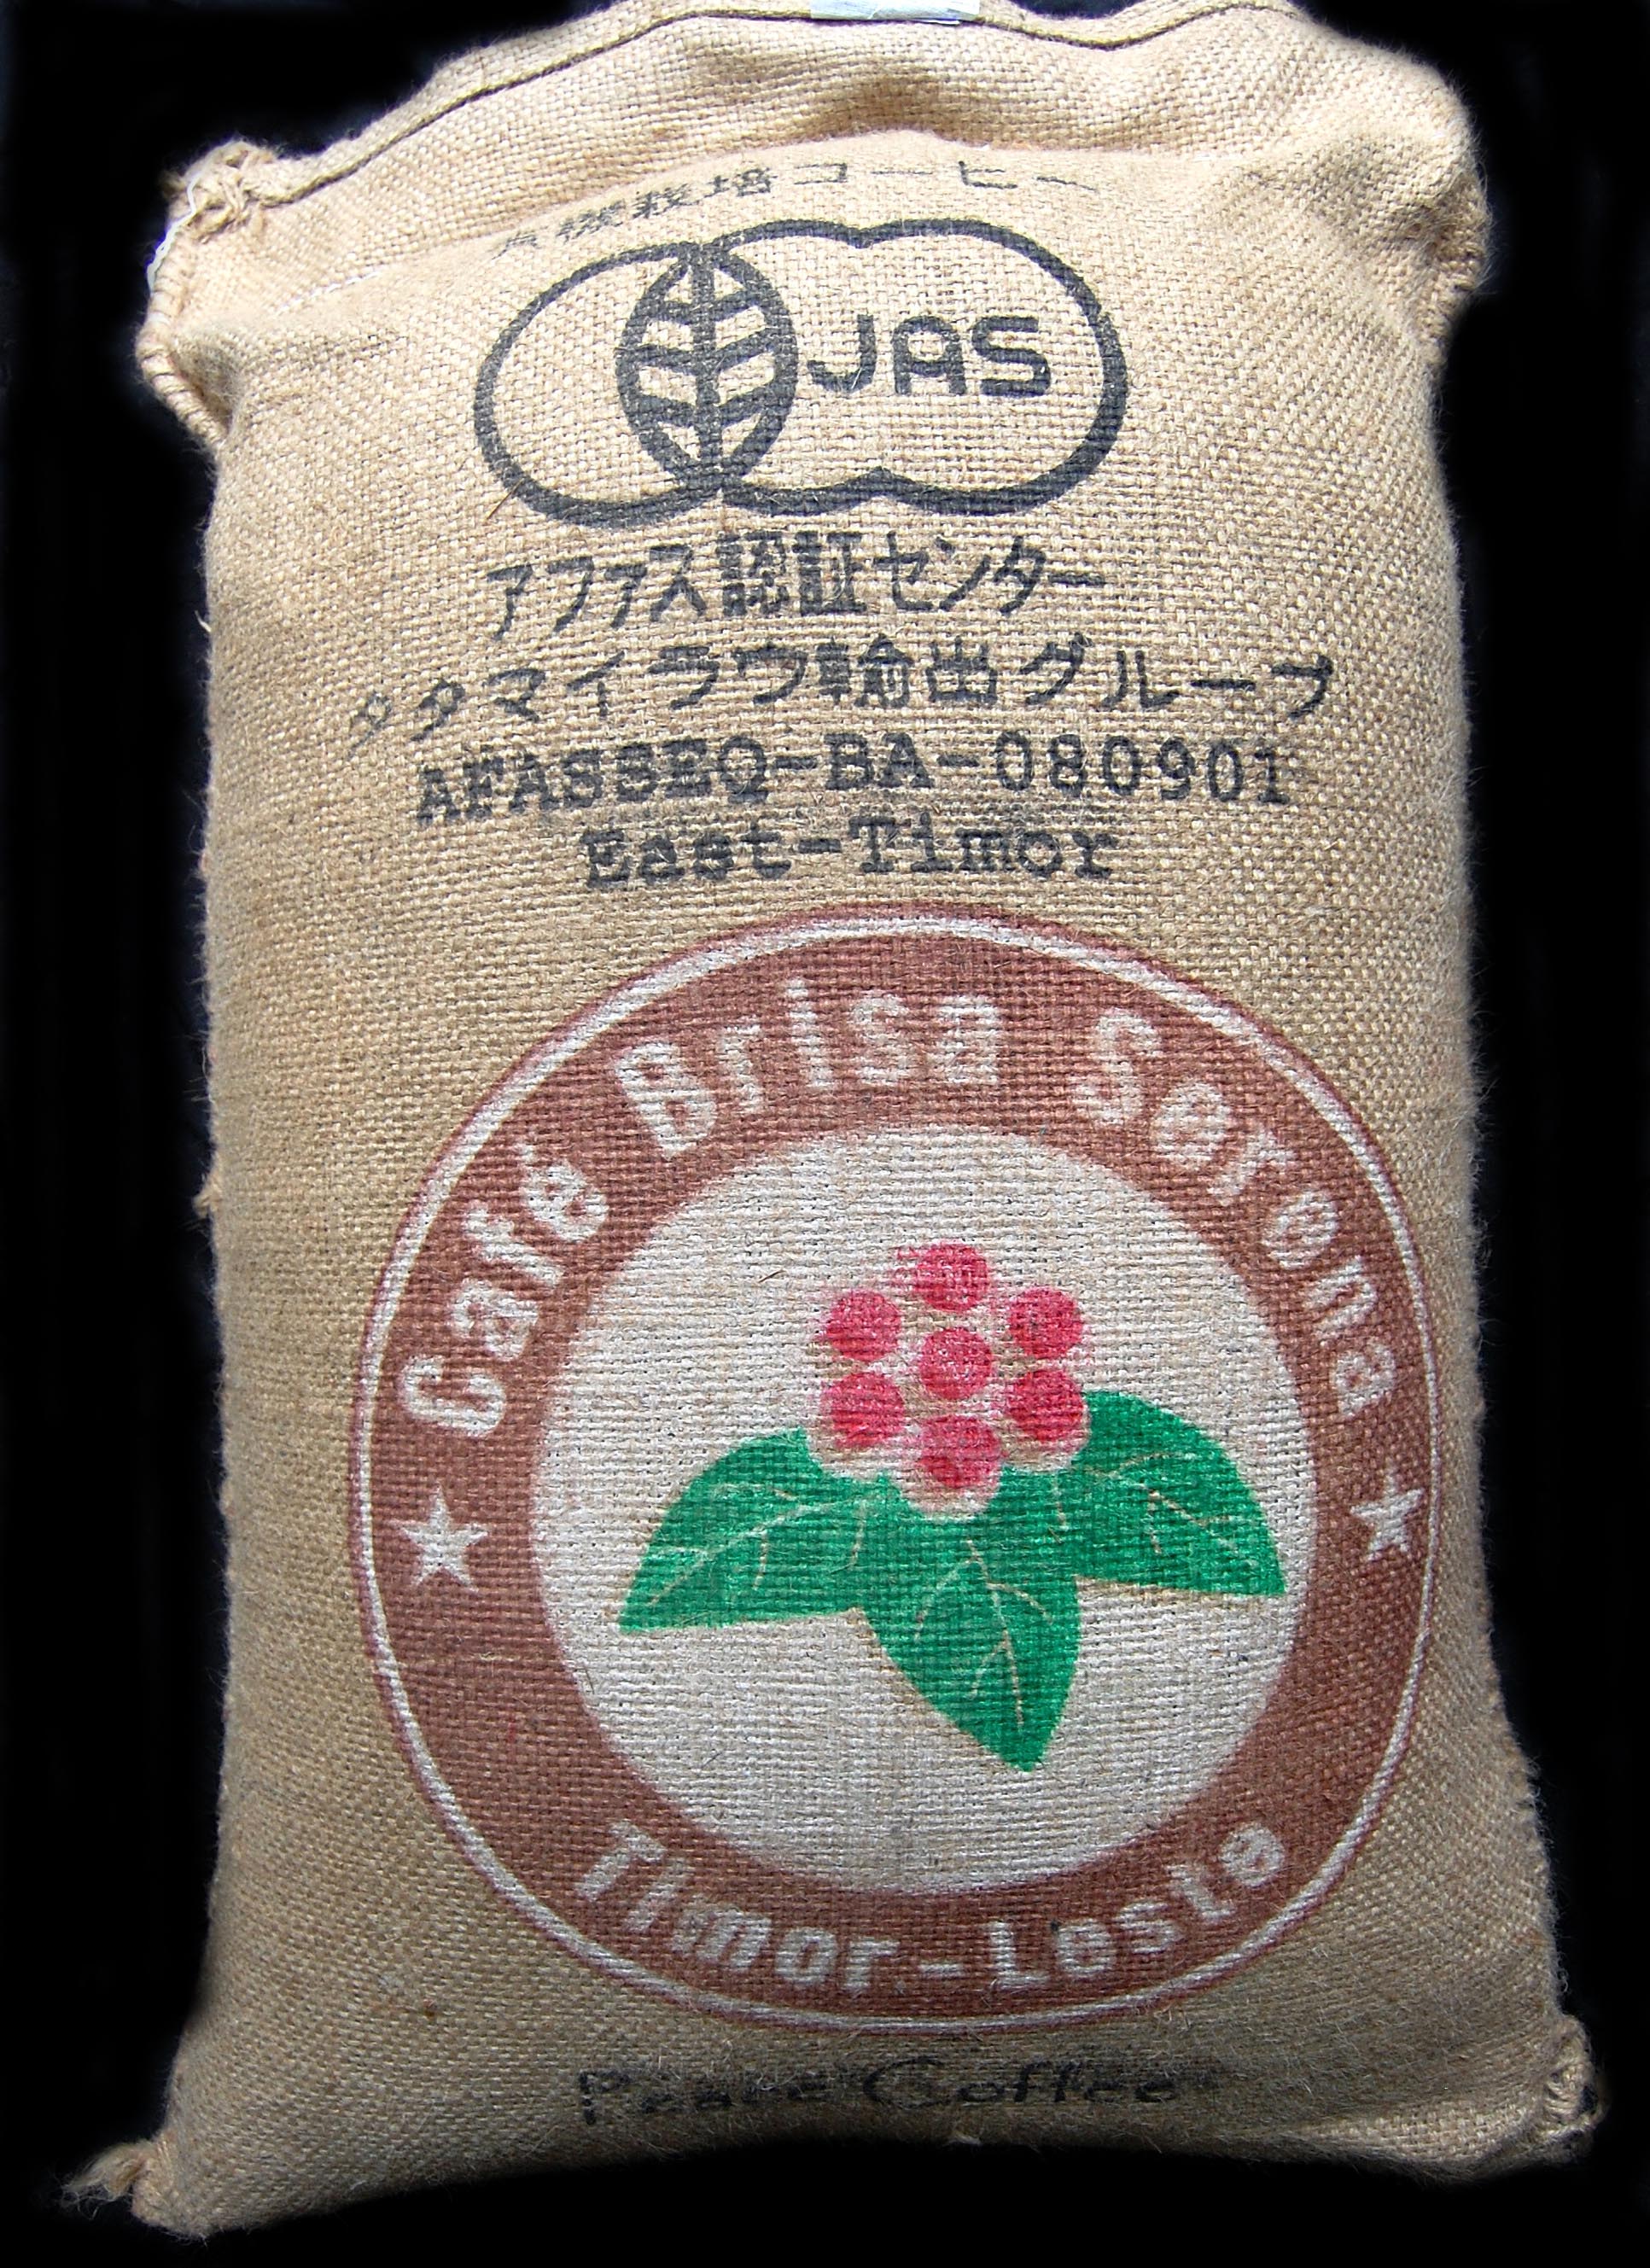 有機栽培コーヒー
JAS
アファス認証センター
タタマイラウ輸出グループ
AFASSEQ-BA-080901
East-Timor
Café Brisa Serena
Timor-Leste
Peace Coffee